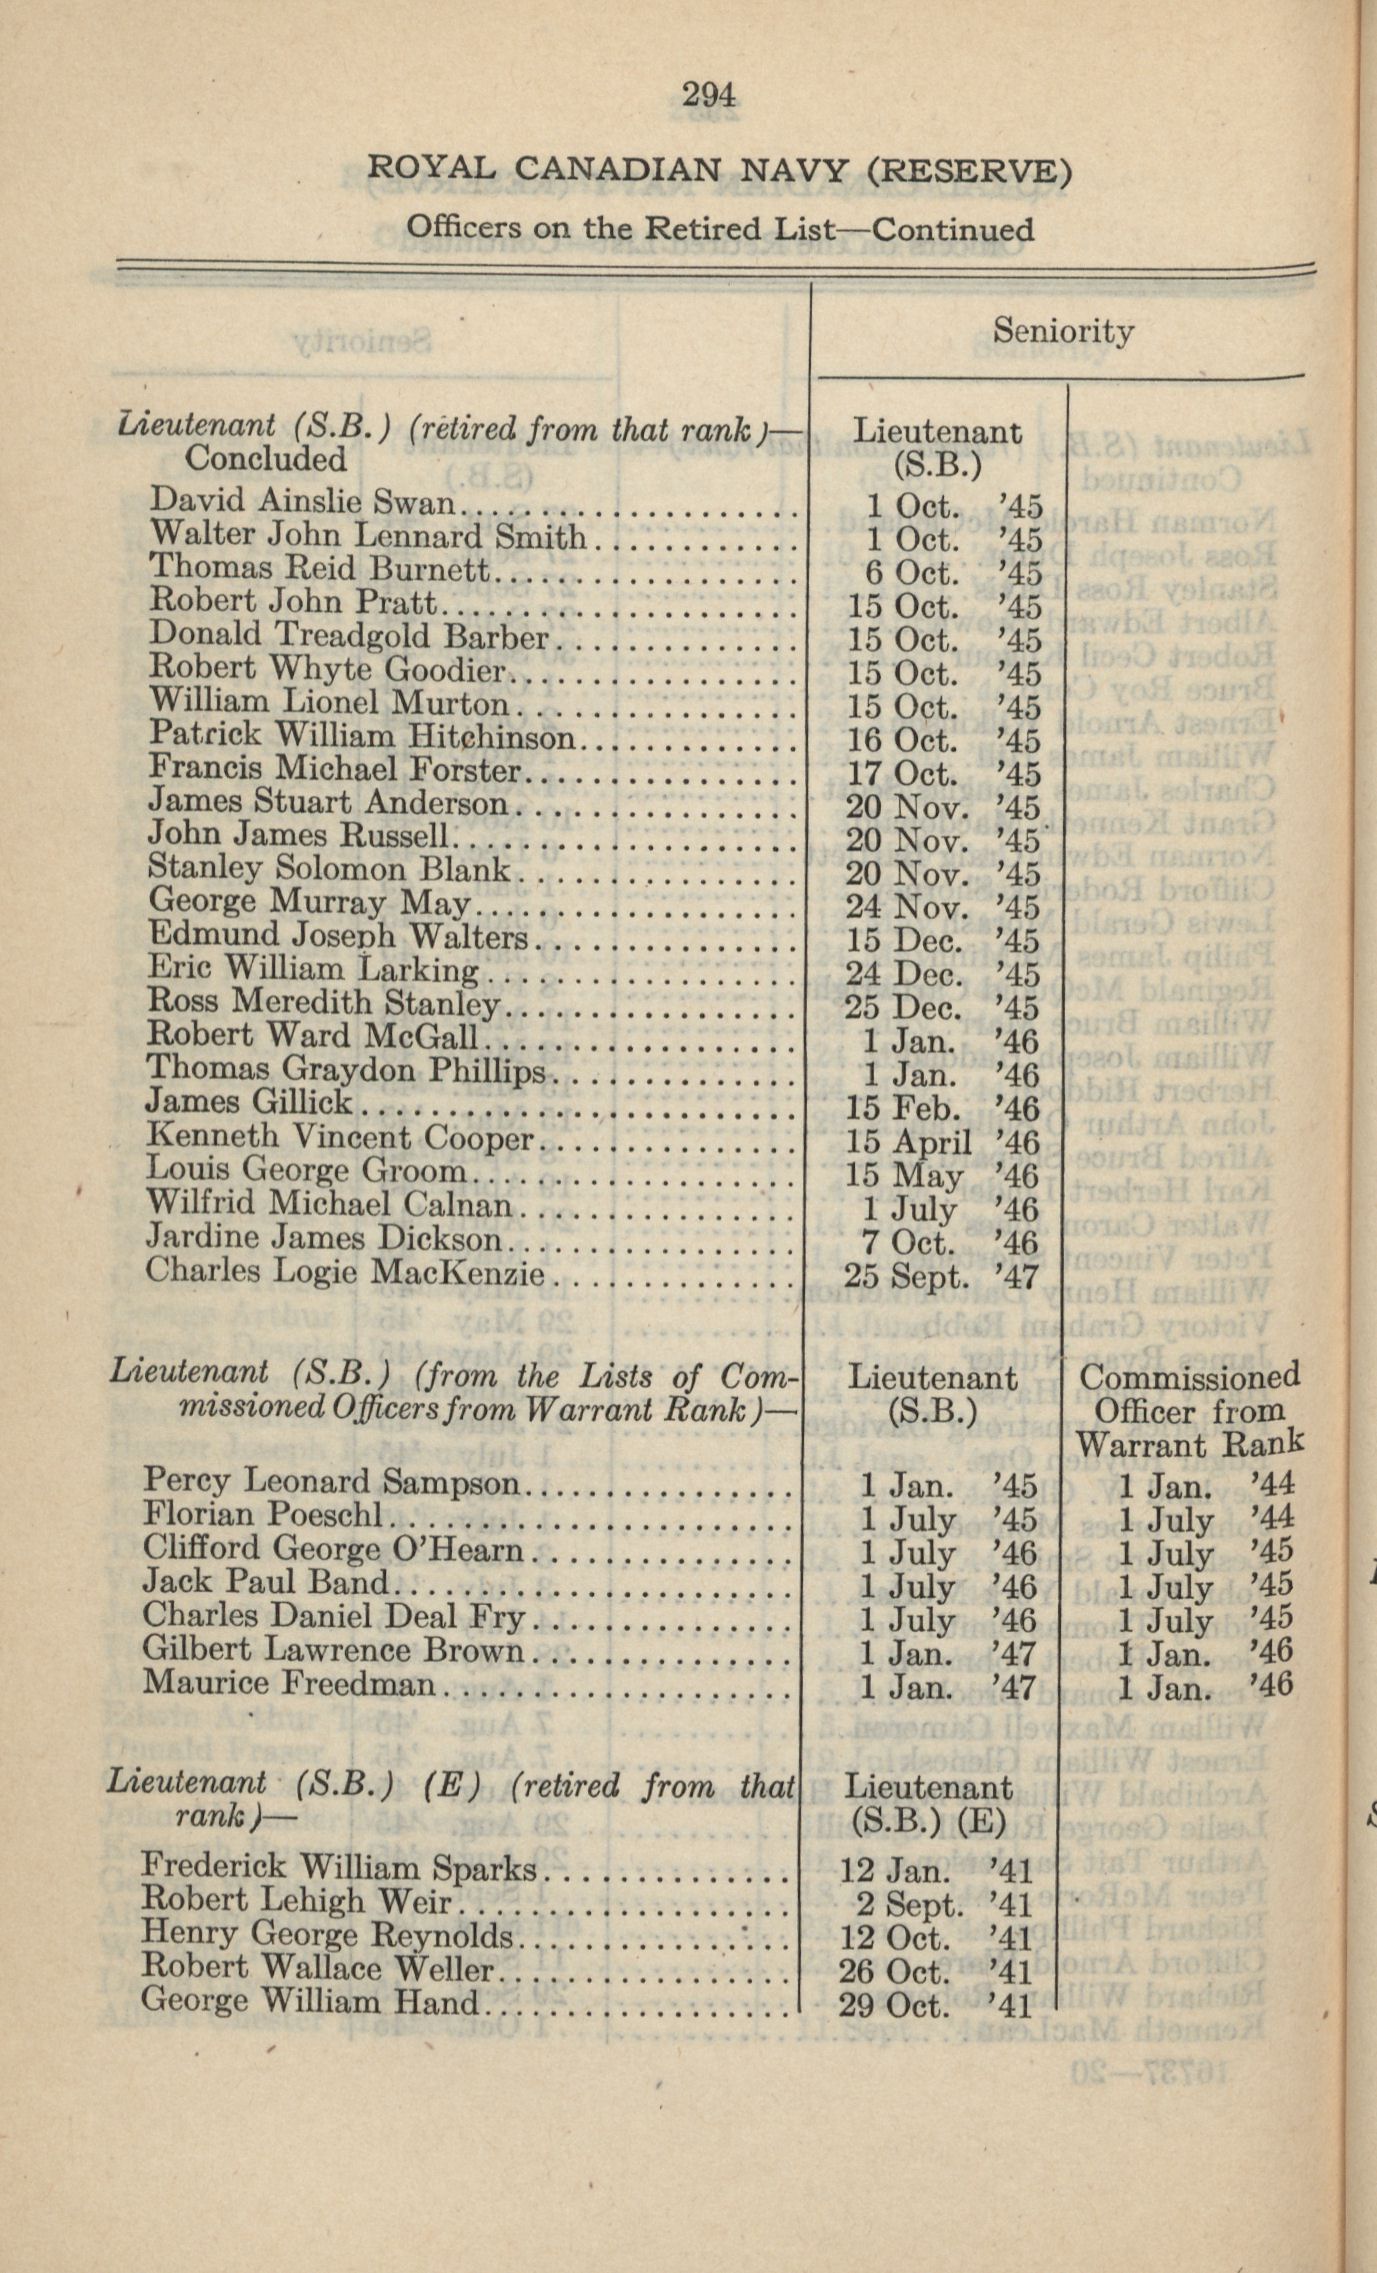 294
ROYAL CANADIAN NAVY (RESERVE)
Officers on the Retired List—Continued
Seniority
Lieutenant (S.B.) (retired from that rank)— Lieutenant
Concluded (S.B.)
David Ainslie Swan.................... 1 Oct. ’45
Walter John Lennard Smith............ 1 Oct. ’45
Thomas Reid Burnett.................. 6 Oct. ’45
Robert John Pratt..................... 15 Oct. ’45
Donald Treadgold Barber.............. 15 Oct. ’45
Robert Whyte Goodier................. 15 Oct. ’45
William Lionel Murton................ 15 Oct. ’45
Patrick William Hitchinson............. 16 Oct. ’45
Francis Michael Forster................ 17 Oct. ’45
James Stuart Anderson................ 20 Nov. ’45
John James Russell.................... 20 Nov. ’45
Stanley Solomon Blank................ 20 Nov. ’45
George Murray May................... 24 Nov. ’45
Edmund Joseph Walters............... 15 Dec. ’45
Eric William Larking.................. 24 Dec. ’45
Ross Meredith Stanley................. 25 Dec. ’45
Robert Ward McGall.................. 1 Jan. ’46
Thomas Graydon Phillips.............. 1 Jan. ’46
James Gillick......................... 15 Feb. ’46
Kenneth Vincent Cooper............... 15 April ’46
Louis George Groom................... 15 May ’46
Wilfrid Michael Calnan................ 1 July ’46
Jardine James Dickson................. 7 Oct. ’46
Charles Logie MacKenzie.............. 25 Sept. ’47
Lieutenant (S.B.) (from the Lists of Com- Lieutenant Commissioned
missioned Officers from Warrant Rank)— (S.B.) Officer from
Warrant Rank
Percy Leonard Sampson................ 1 Jan. ’45 1 Jan. ’44
Florian Poeschl....................... 1 July ’45 1 July ’44
Clifford George O’Hearn............... 1 July ’46 1 July ’45
Jack Paul Band....................... 1 July ’46 1 July ’45
Charles Daniel Deal Fry............... 1 July ’46 1 July ’45
Gilbert Lawrence Brown............... 1 Jan. ’47 1 Jan. ’46
Maurice Freedman.................... 1 Jan. ’47 1 Jan. ’46
Lieutenant (S.B.) (E) (retired from that Lieutenant
rank)— (S.B.) (E)
Frederick William Sparks.............. 12 Jan. ’41
Robert Lehigh Weir................... 2 Sept. ’41
Henry George Reynolds................ 12 Oct. ’41
Robert Wallace Weller................. 26 Oct. ’41
George William Hand.................. 29 Oct. ’41